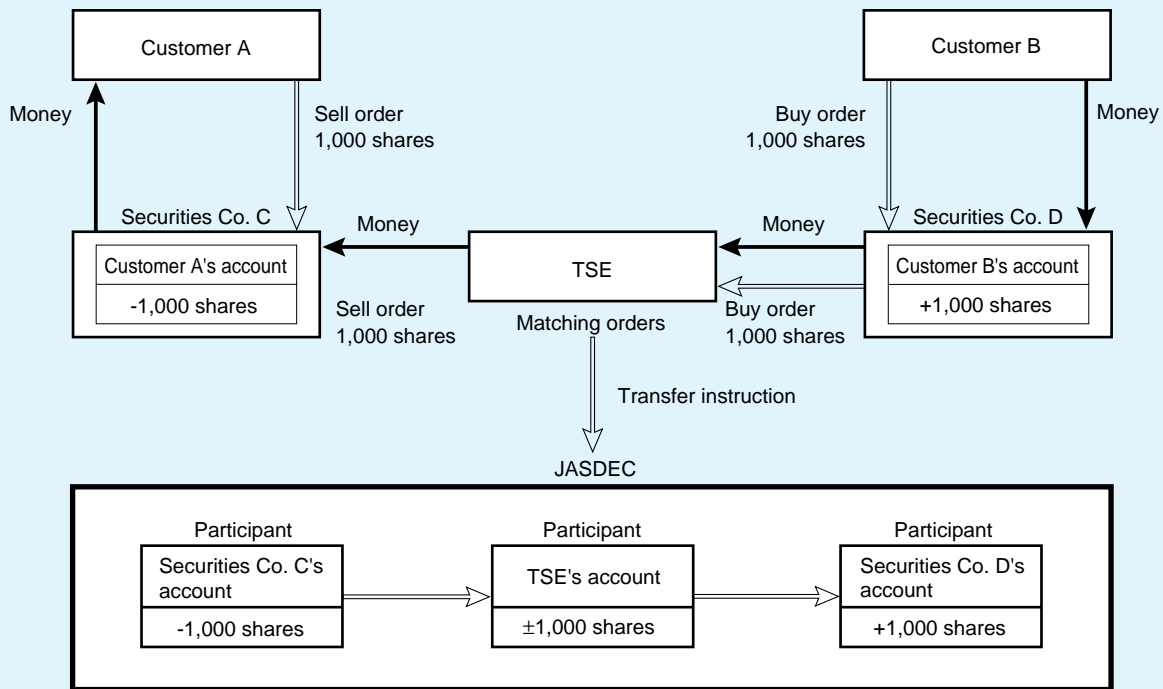 Customer A
Customer B
Money
Sell order
1,000 shares
Buy order
1,000 shares
Money
Securities Co. C
Money
Money
Securities Co. D
Customer A's account
-1,000 shares
TSE
Customer B's account
+1,000 shares
Sell order
1,000 shares
Matching orders
Buy order
1,000 shares
Transfer instruction
JASDEC
Participant
Participant
Participant
Securities Co. C's
account
-1,000 shares
TSE's account
±1,000 shares
Securities Co. D's
account
+1,000 shares